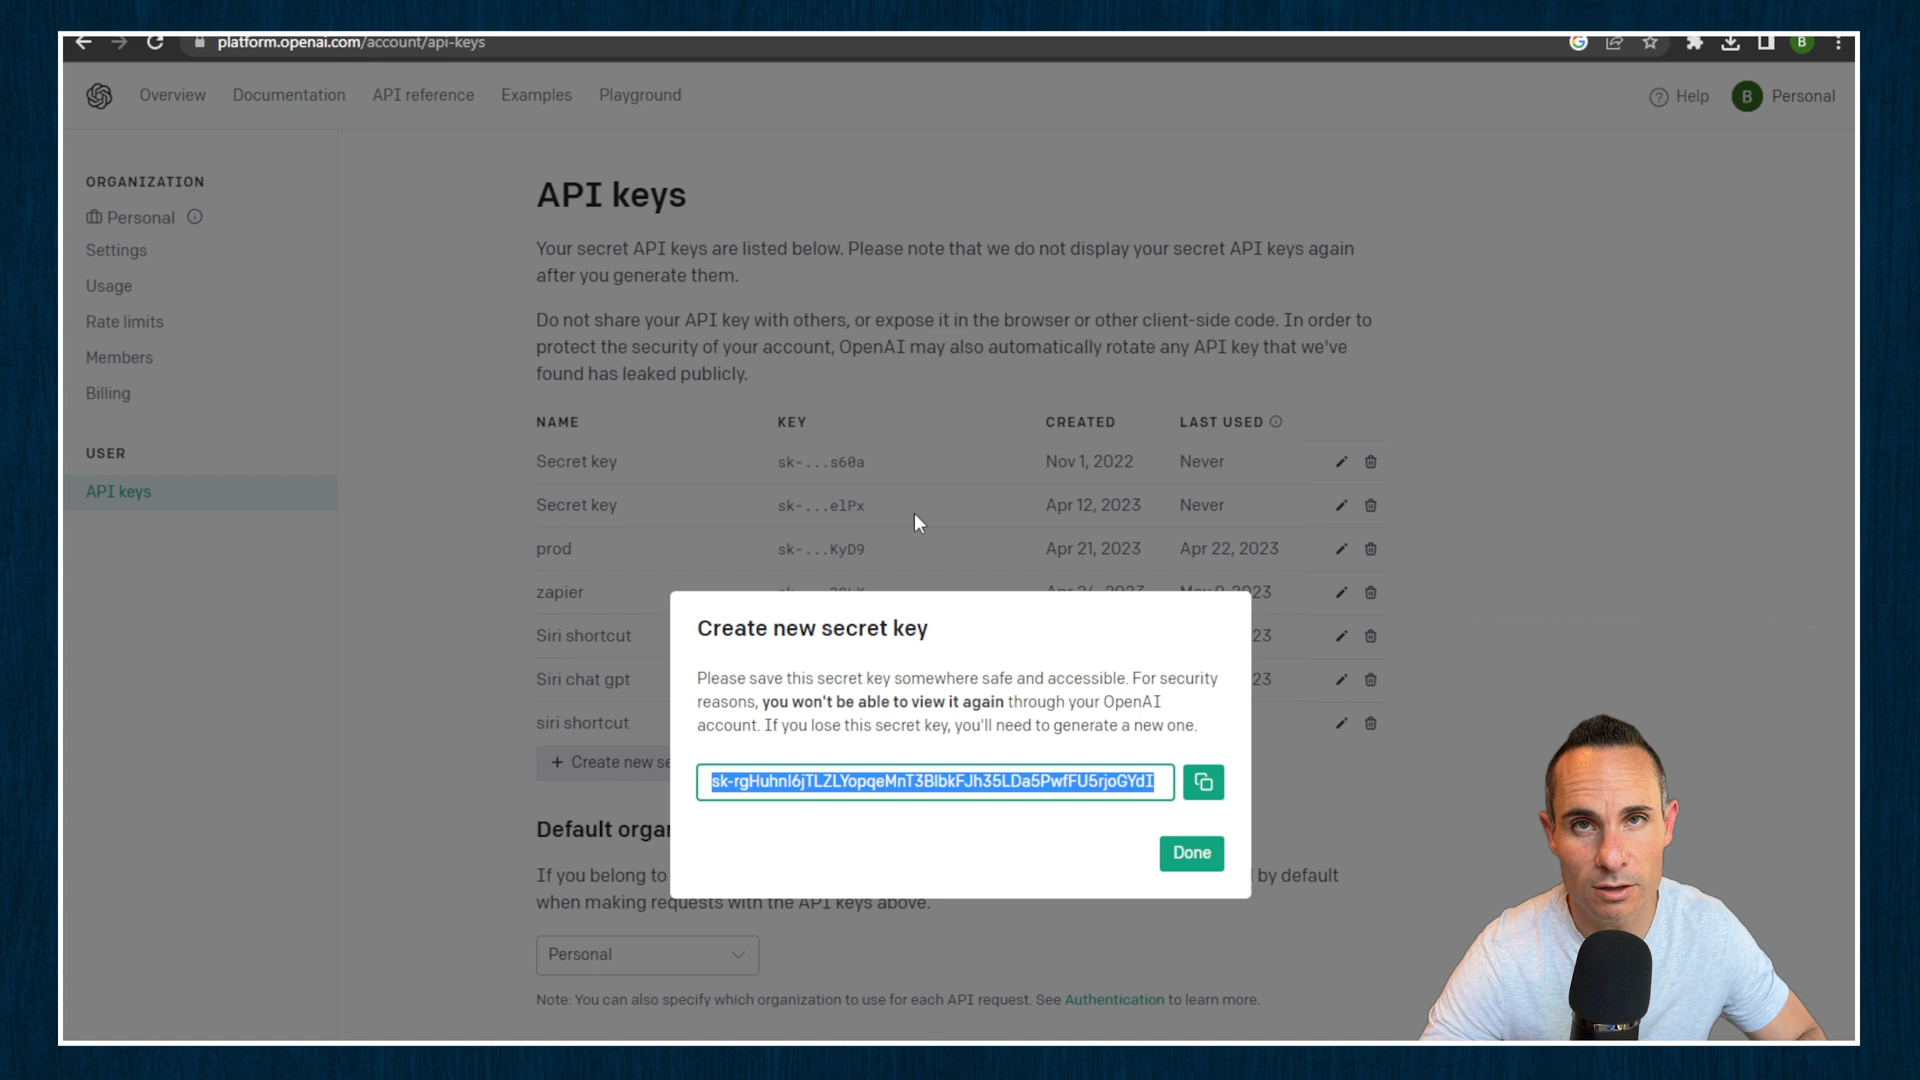 platform.openai.com/account/api-keys
B
Overview Documentation API reference Examples Playground
Help B Personal
ORGANIZATION
Personal
Settings
Usage
Rate limits
Members
Billing
USER
API keys
API keys
Your secret API keys are listed below. Please note that we do not display your secret API keys again
after you generate them.
Do not share your API key with others, or expose it in the browser or other client-side code. In order to
protect the security of your account, OpenAI may also automatically rotate any API key that we've
found has leaked publicly.
NAME KEY CREATED LAST USED
Secret key sk-...s60a Nov 1, 2022 Never
Secret key sk-...elPx Apr 12, 2023 Never
prod sk-...KyD9 Apr 21, 2023 Apr 22, 2023
zapier
Siri shortcut 23
Siri chat gpt 23
siri shortcut
+ Create new se
Create new secret key
Please save this secret key somewhere safe and accessible. For security
reasons, you won't be able to view it again through your OpenAI
account. If you lose this secret key, you'll need to generate a new one.
Done
Default organ
If you belong to by default
when making requests with the API keys above.
Personal
Note: You can also specify which organization to use for each API request. See Authentication to learn more.